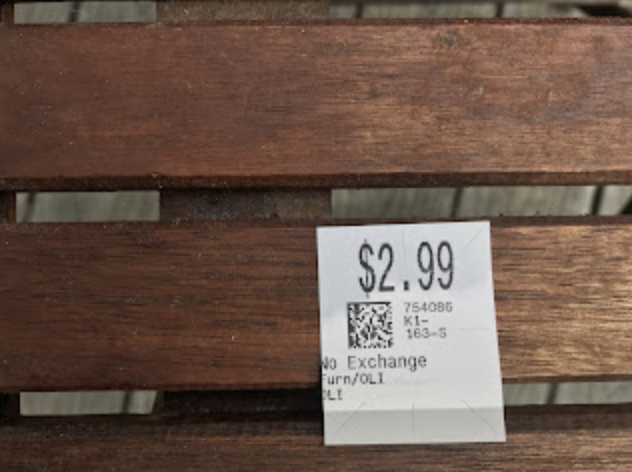 $2.99
754086
K1-
163-S
No Exchange
Furn/OLI
OLI